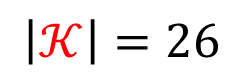 |𝒦| = 26